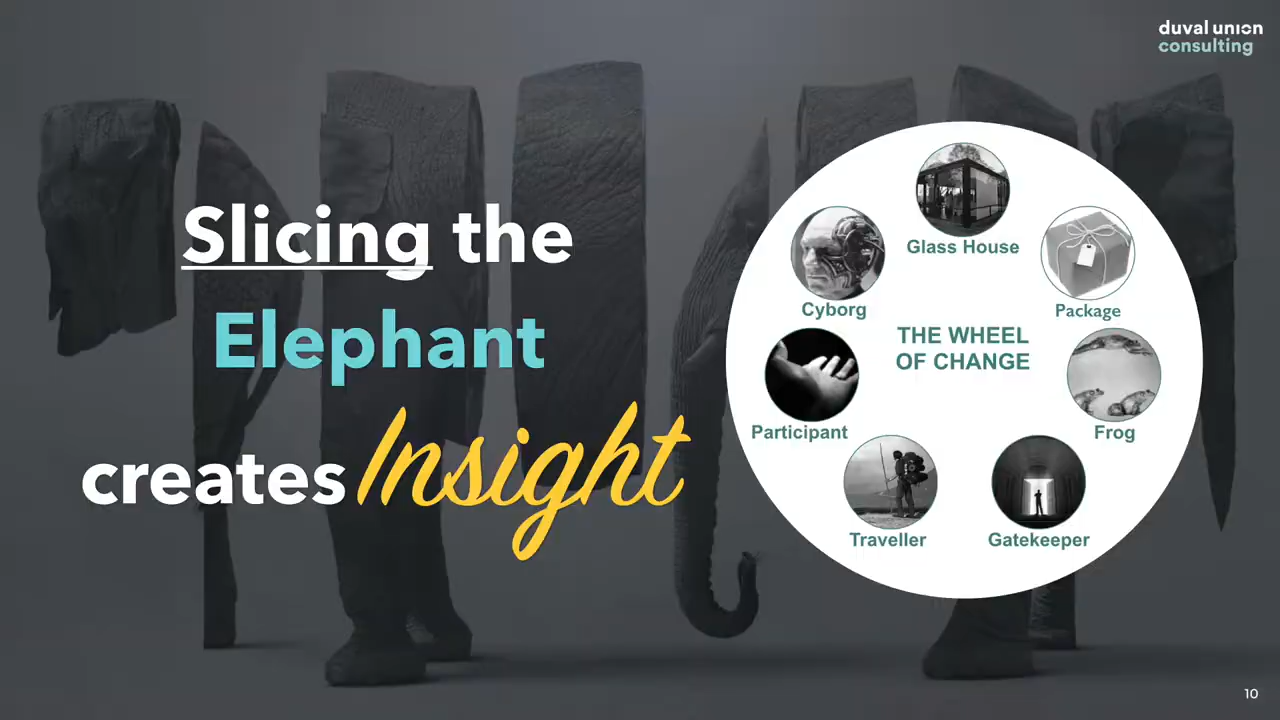 duval union
consulting
Slicing the
Elephant
creates Insight
Glass House
Cyborg
Package
THE WHEEL
OF CHANGE
Participant
Frog
Traveller
Gatekeeper
10